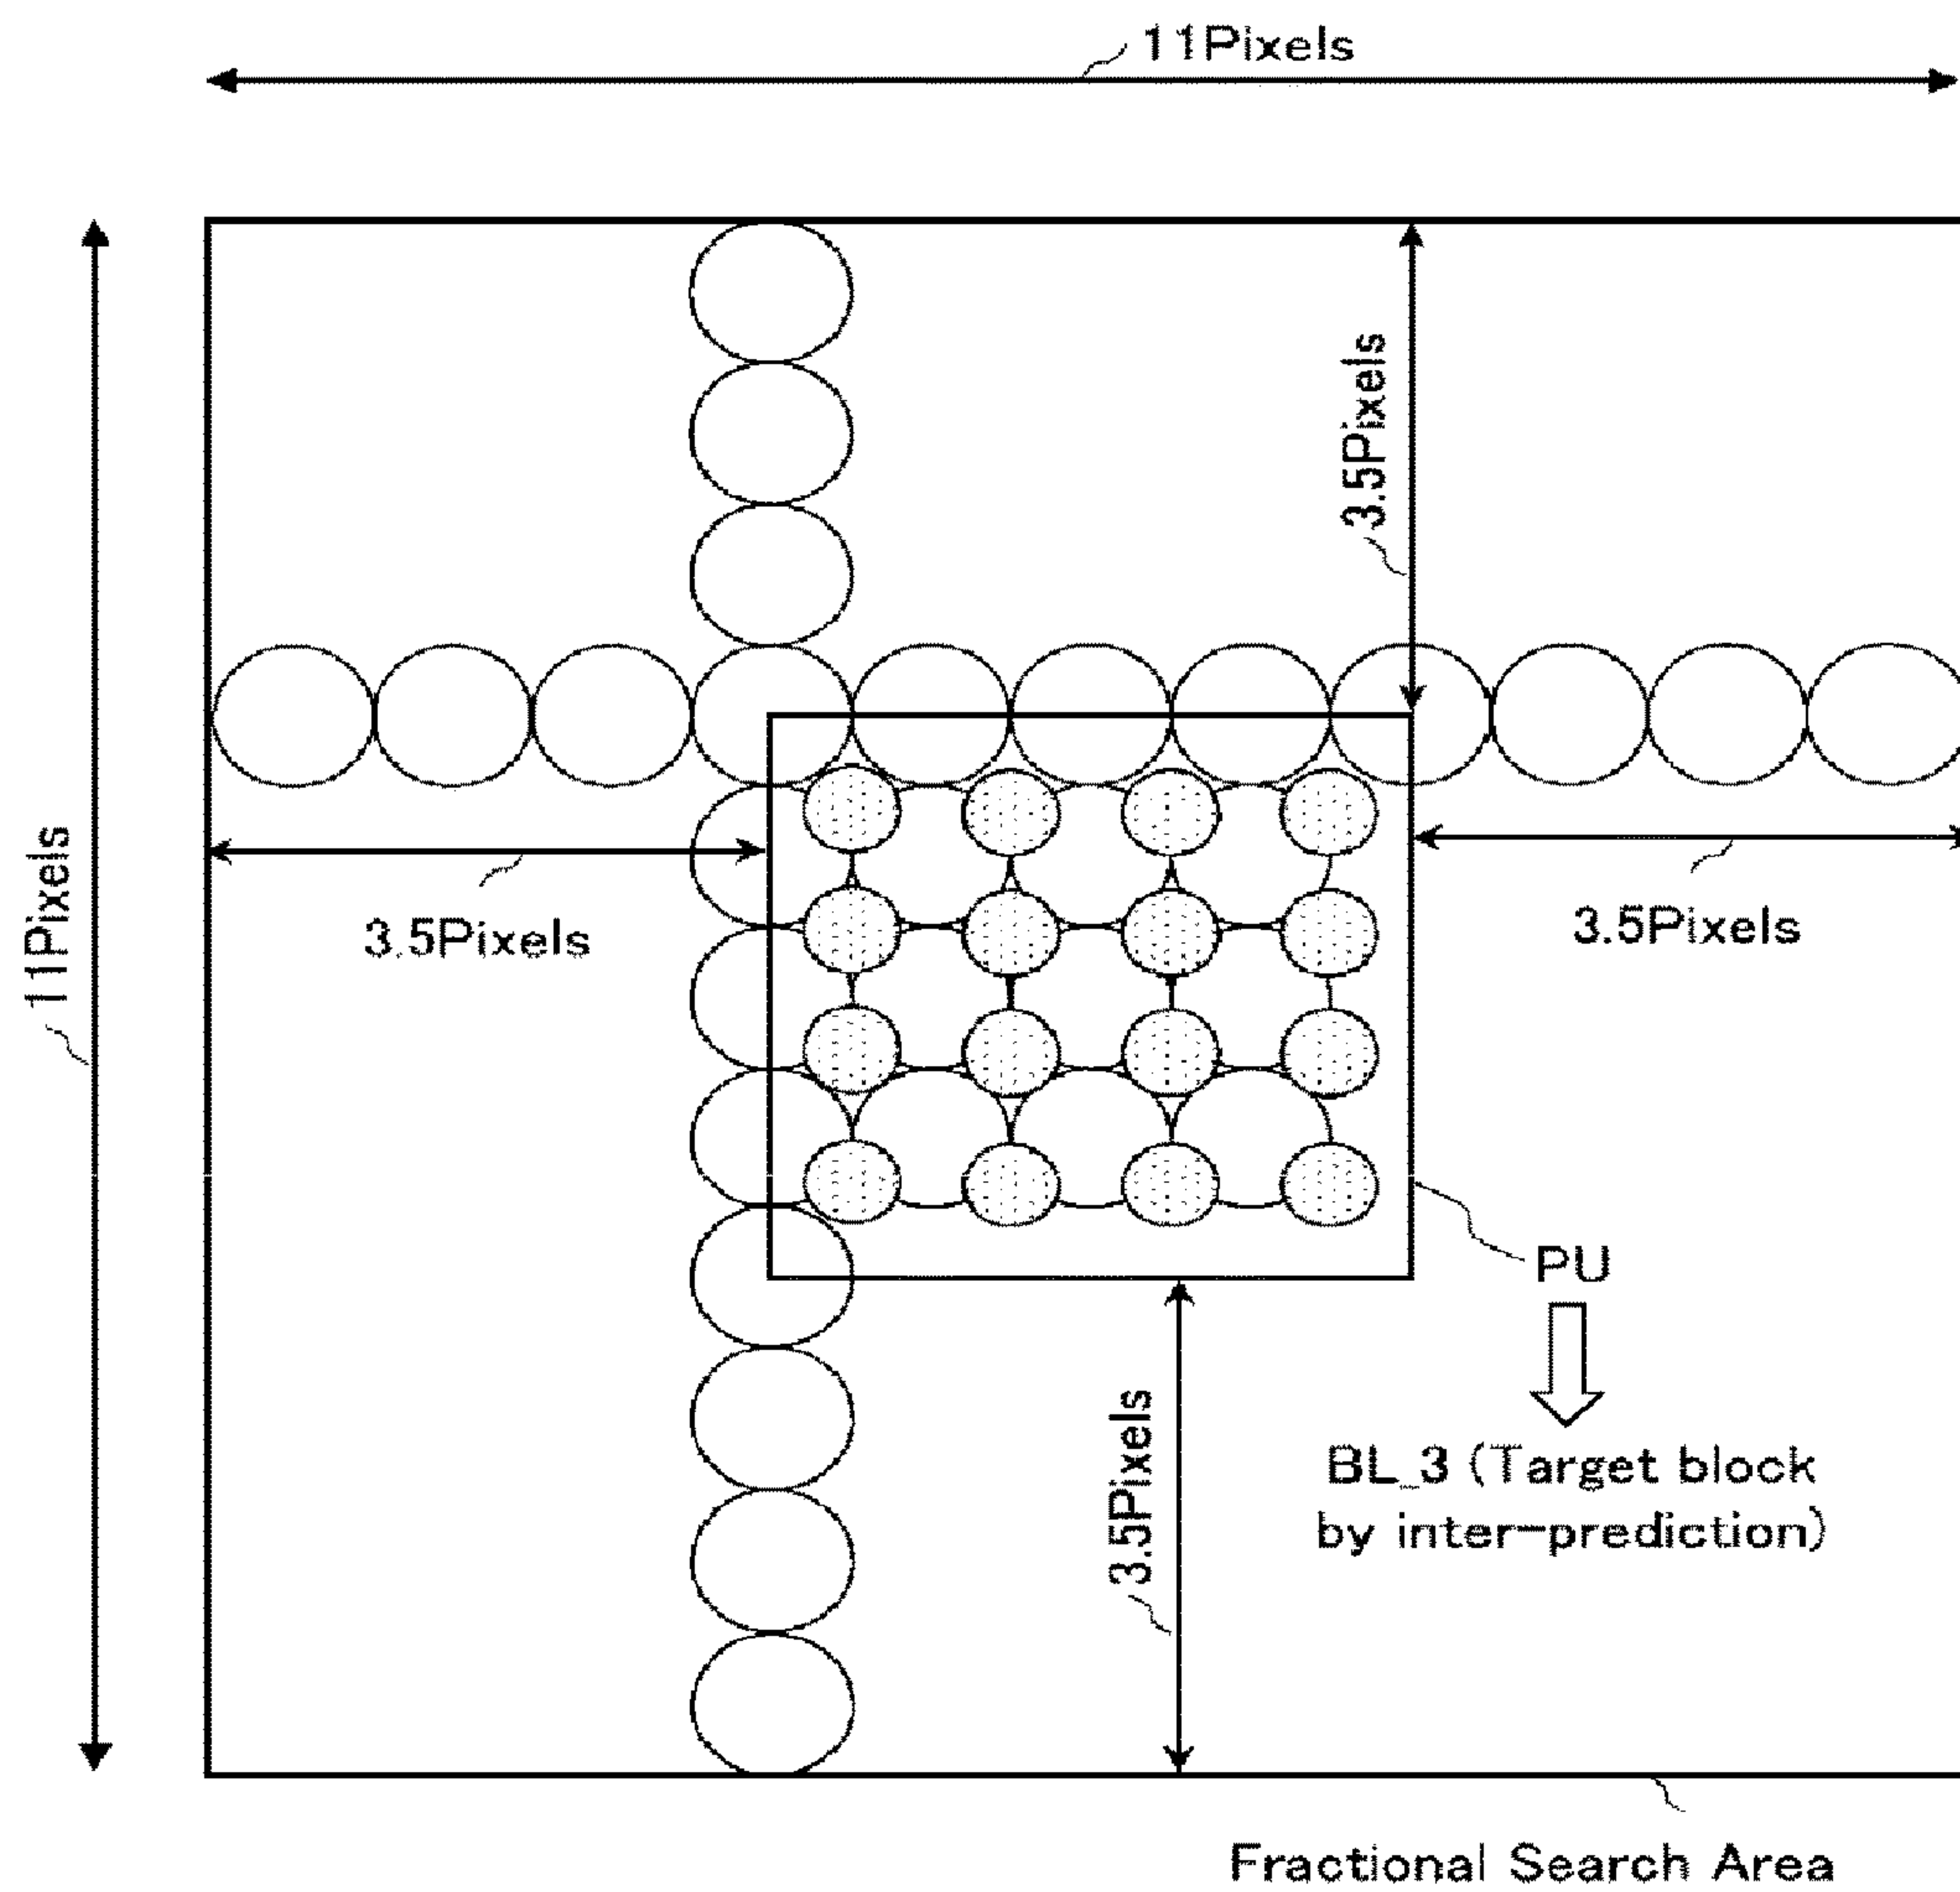 11Pixels
3.5Pixels
11Pixels
3.5Pixels
3.5Pixels
PU
3.5Pixels
BL_3 (Target block
by inter-prediction)
Fractional Search Area